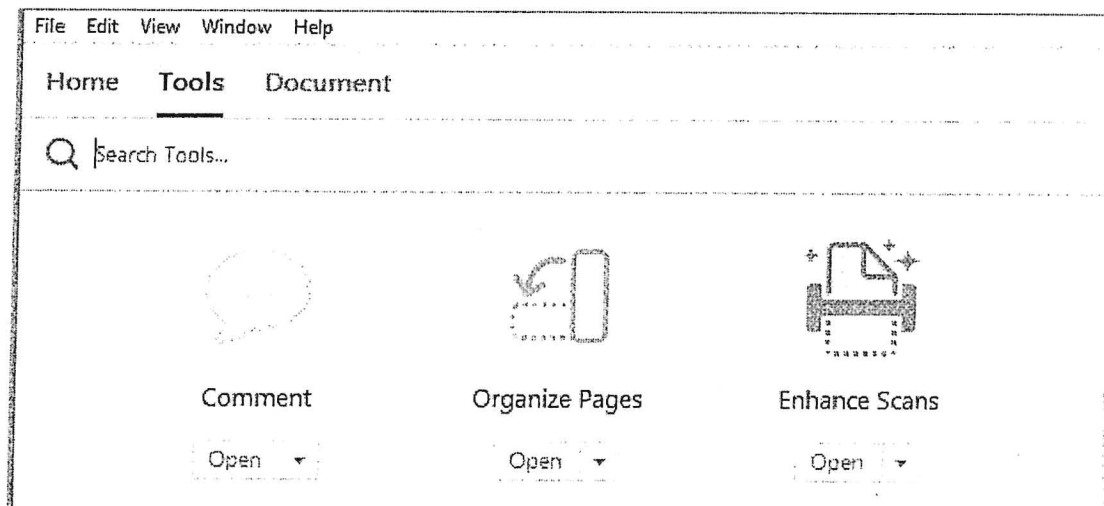 File Edit View Window Help
Home Tools Document
Search Tools...
Comment Organize Pages Enhance Scans
Open Open Open